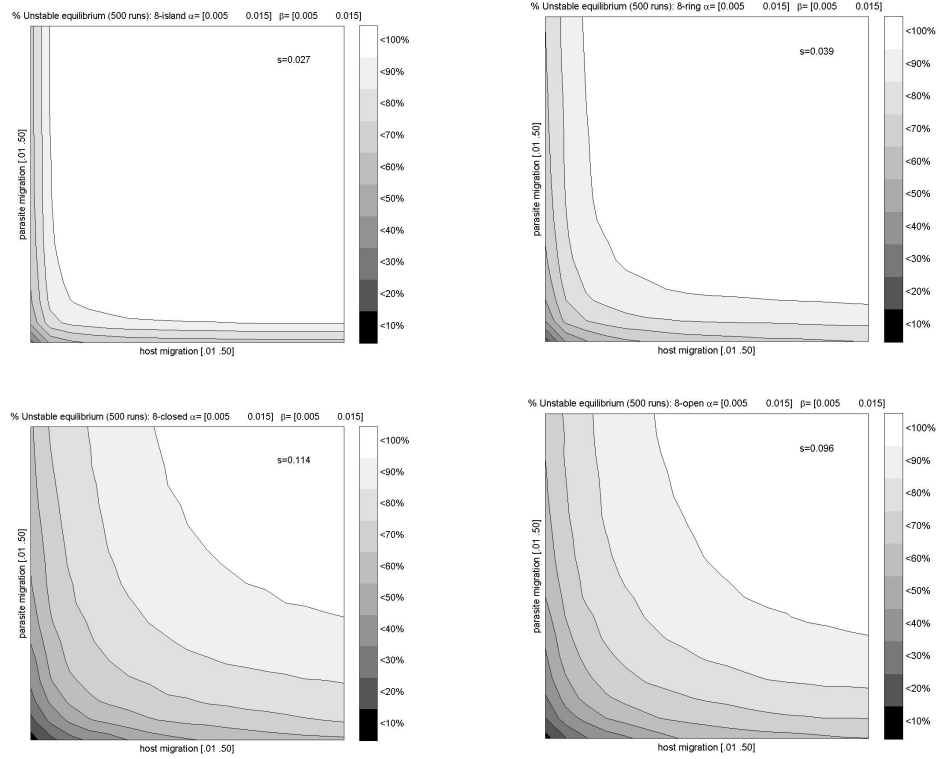 % Unstable equilibrium (500 runs): 8-island α= [0.005 0.015] β= [0.005 0.015]
s=0.027
parasite migration [.01 .50]
host migration [.01 .50]
<100%
<90%
<80%
<70%
<60%
<50%
<40%
<30%
<20%
<10%
% Unstable equilibrium (500 runs): 8-ring α= [0.005 0.015] β= [0.005 0.015]
s=0.039
parasite migration [.01 .50]
host migration [.01 .50]
<100%
<90%
<80%
<70%
<60%
<50%
<40%
<30%
<20%
<10%
% Unstable equilibrium (500 runs): 8-closed α= [0.005 0.015] β= [0.005 0.015]
s=0.114
parasite migration [.01 .50]
host migration [.01 .50]
<100%
<90%
<80%
<70%
<60%
<50%
<40%
<30%
<20%
<10%
% Unstable equilibrium (500 runs): 8-open α= [0.005 0.015] β= [0.005 0.015]
s=0.096
parasite migration [.01 .50]
host migration [.01 .50]
<100%
<90%
<80%
<70%
<60%
<50%
<40%
<30%
<20%
<10%